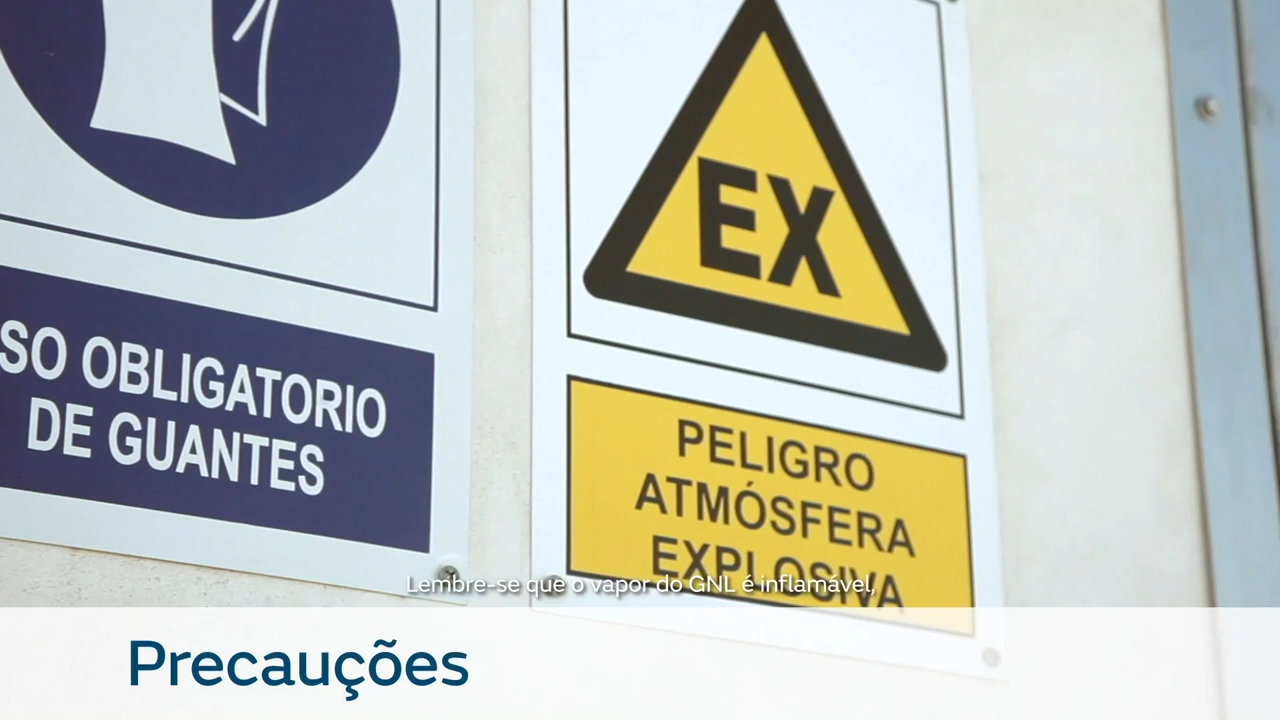 SO OBLIGATORIO
DE GUANTES
EX
PELIGRO
ATMÓSFERA
EXPLOSIVA
Lembre-se que o vapor do GNL é inflamável,
Precauções